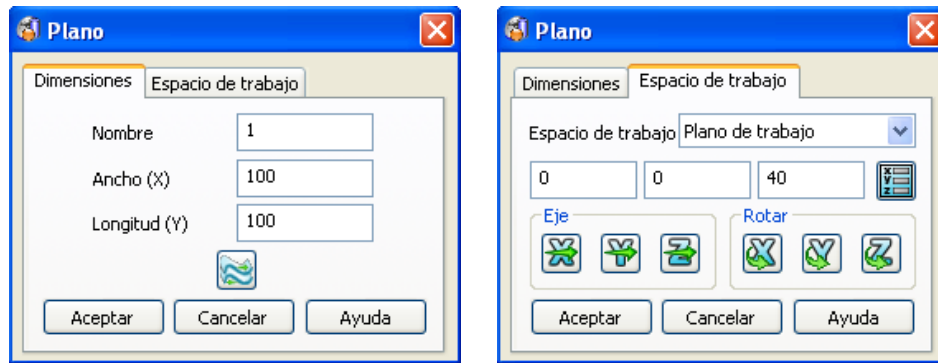 Plano
Dimensiones Espacio de trabajo
Nombre 1
Ancho (X) 100
Longitud (Y) 100
Aceptar Cancelar Ayuda
Plano
Dimensiones Espacio de trabajo
Espacio de trabajo Plano de trabajo
0 0 40
X
Y
Z
Eje Rotar
X Y Z X Y Z
Aceptar Cancelar Ayuda